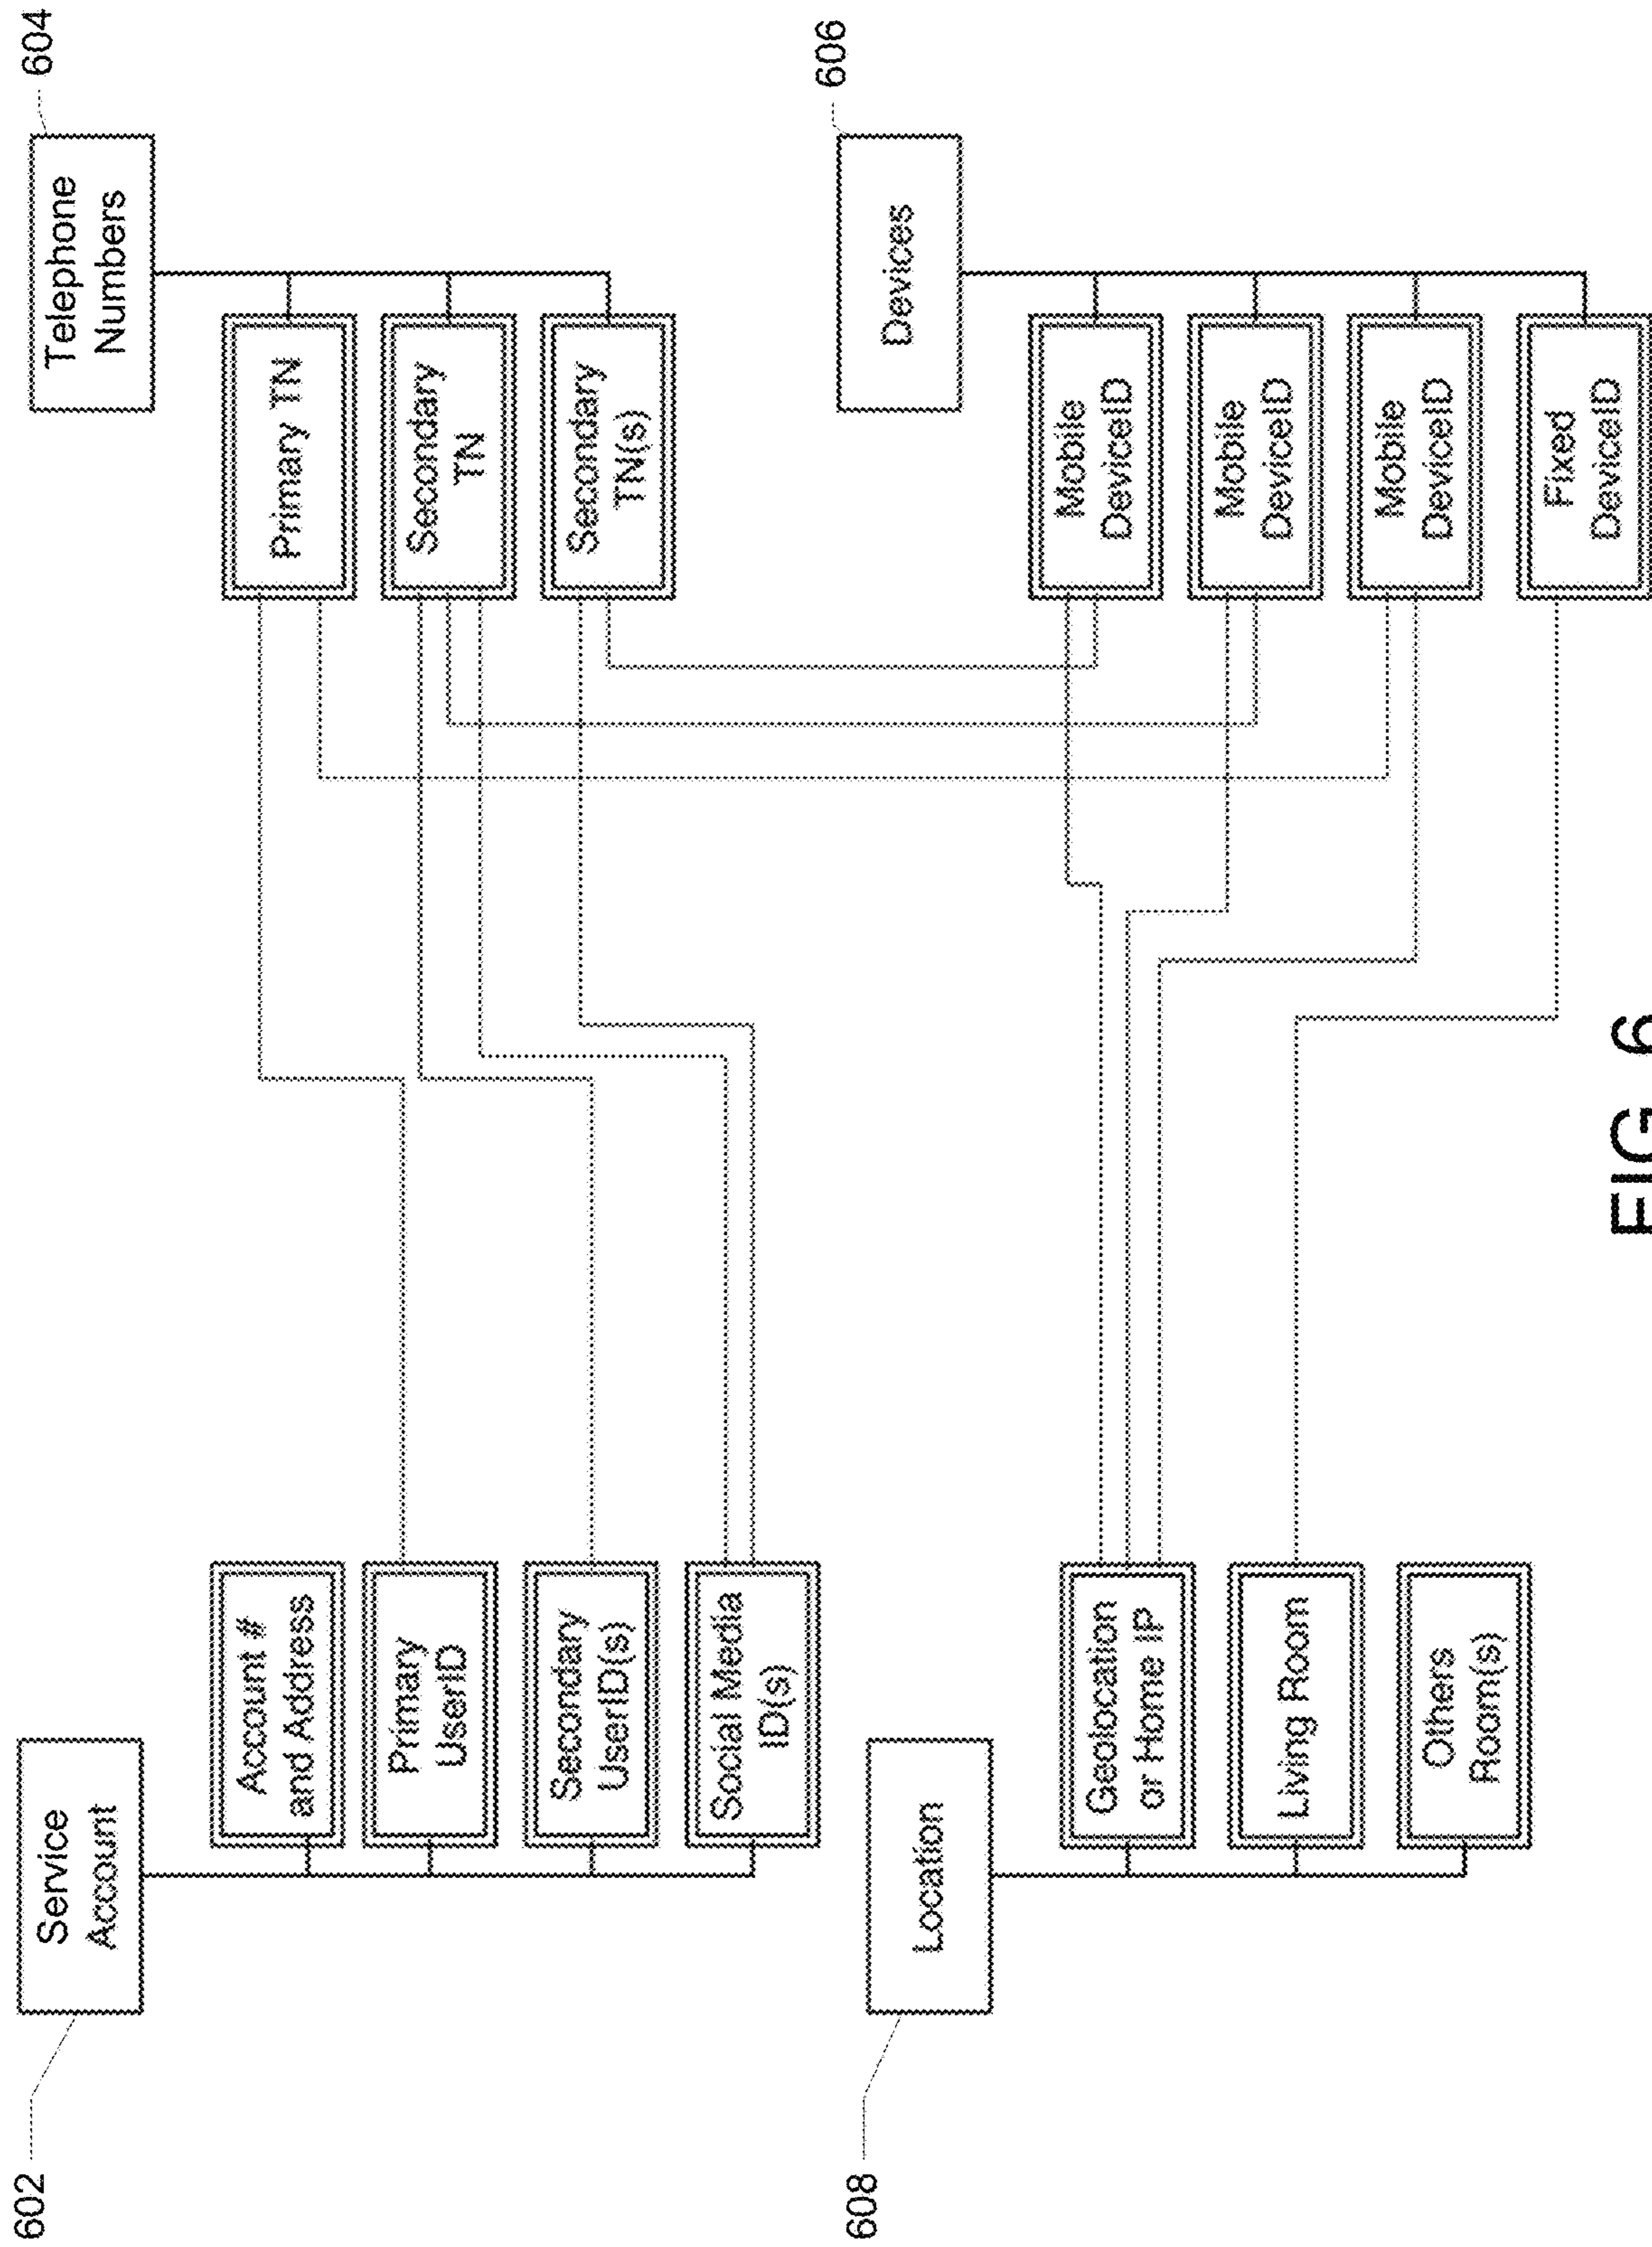 602
Service
Account
Account #
and Address
Primary
UserID
Secondary
UserID(s)
Social Media
ID(s)
604
Telephone
Numbers
Primary TN
Secondary
TN
Secondary
TN(s)
608
Location
Geolocation
or Home IP
Living Room
Others
Room(s)
606
Devices
Mobile
DeviceID
Mobile
DeviceID
Mobile
DeviceID
Fixed
DeviceID
FIG. 6